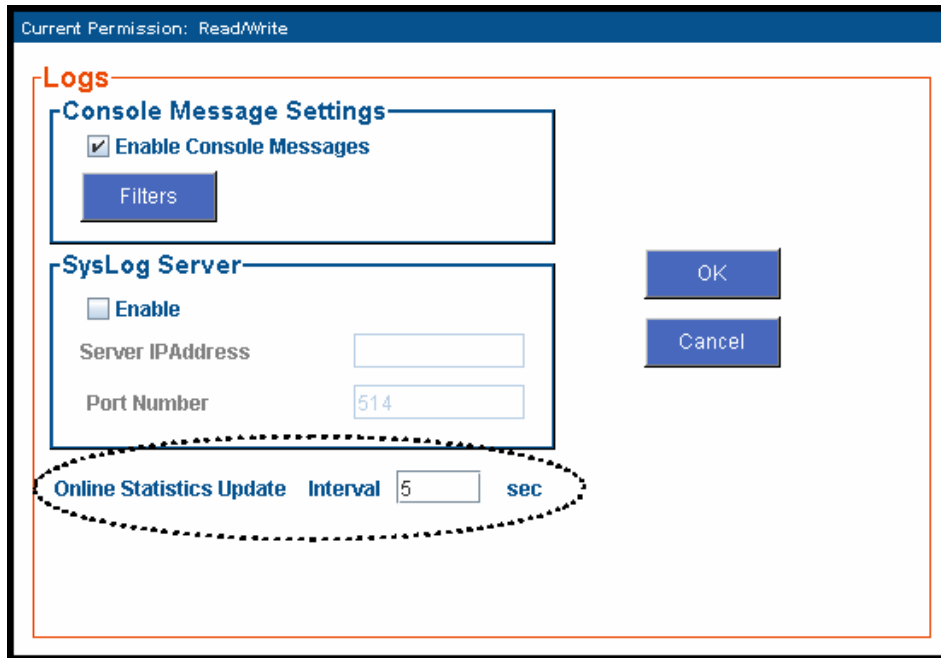 Current Permission: Read/Write
Logs
Console Message Settings
Enable Console Messages
Filters
SysLog Server
Enable
Server IPAddress
Port Number 514
OK
Cancel
Online Statistics Update Interval 5 sec